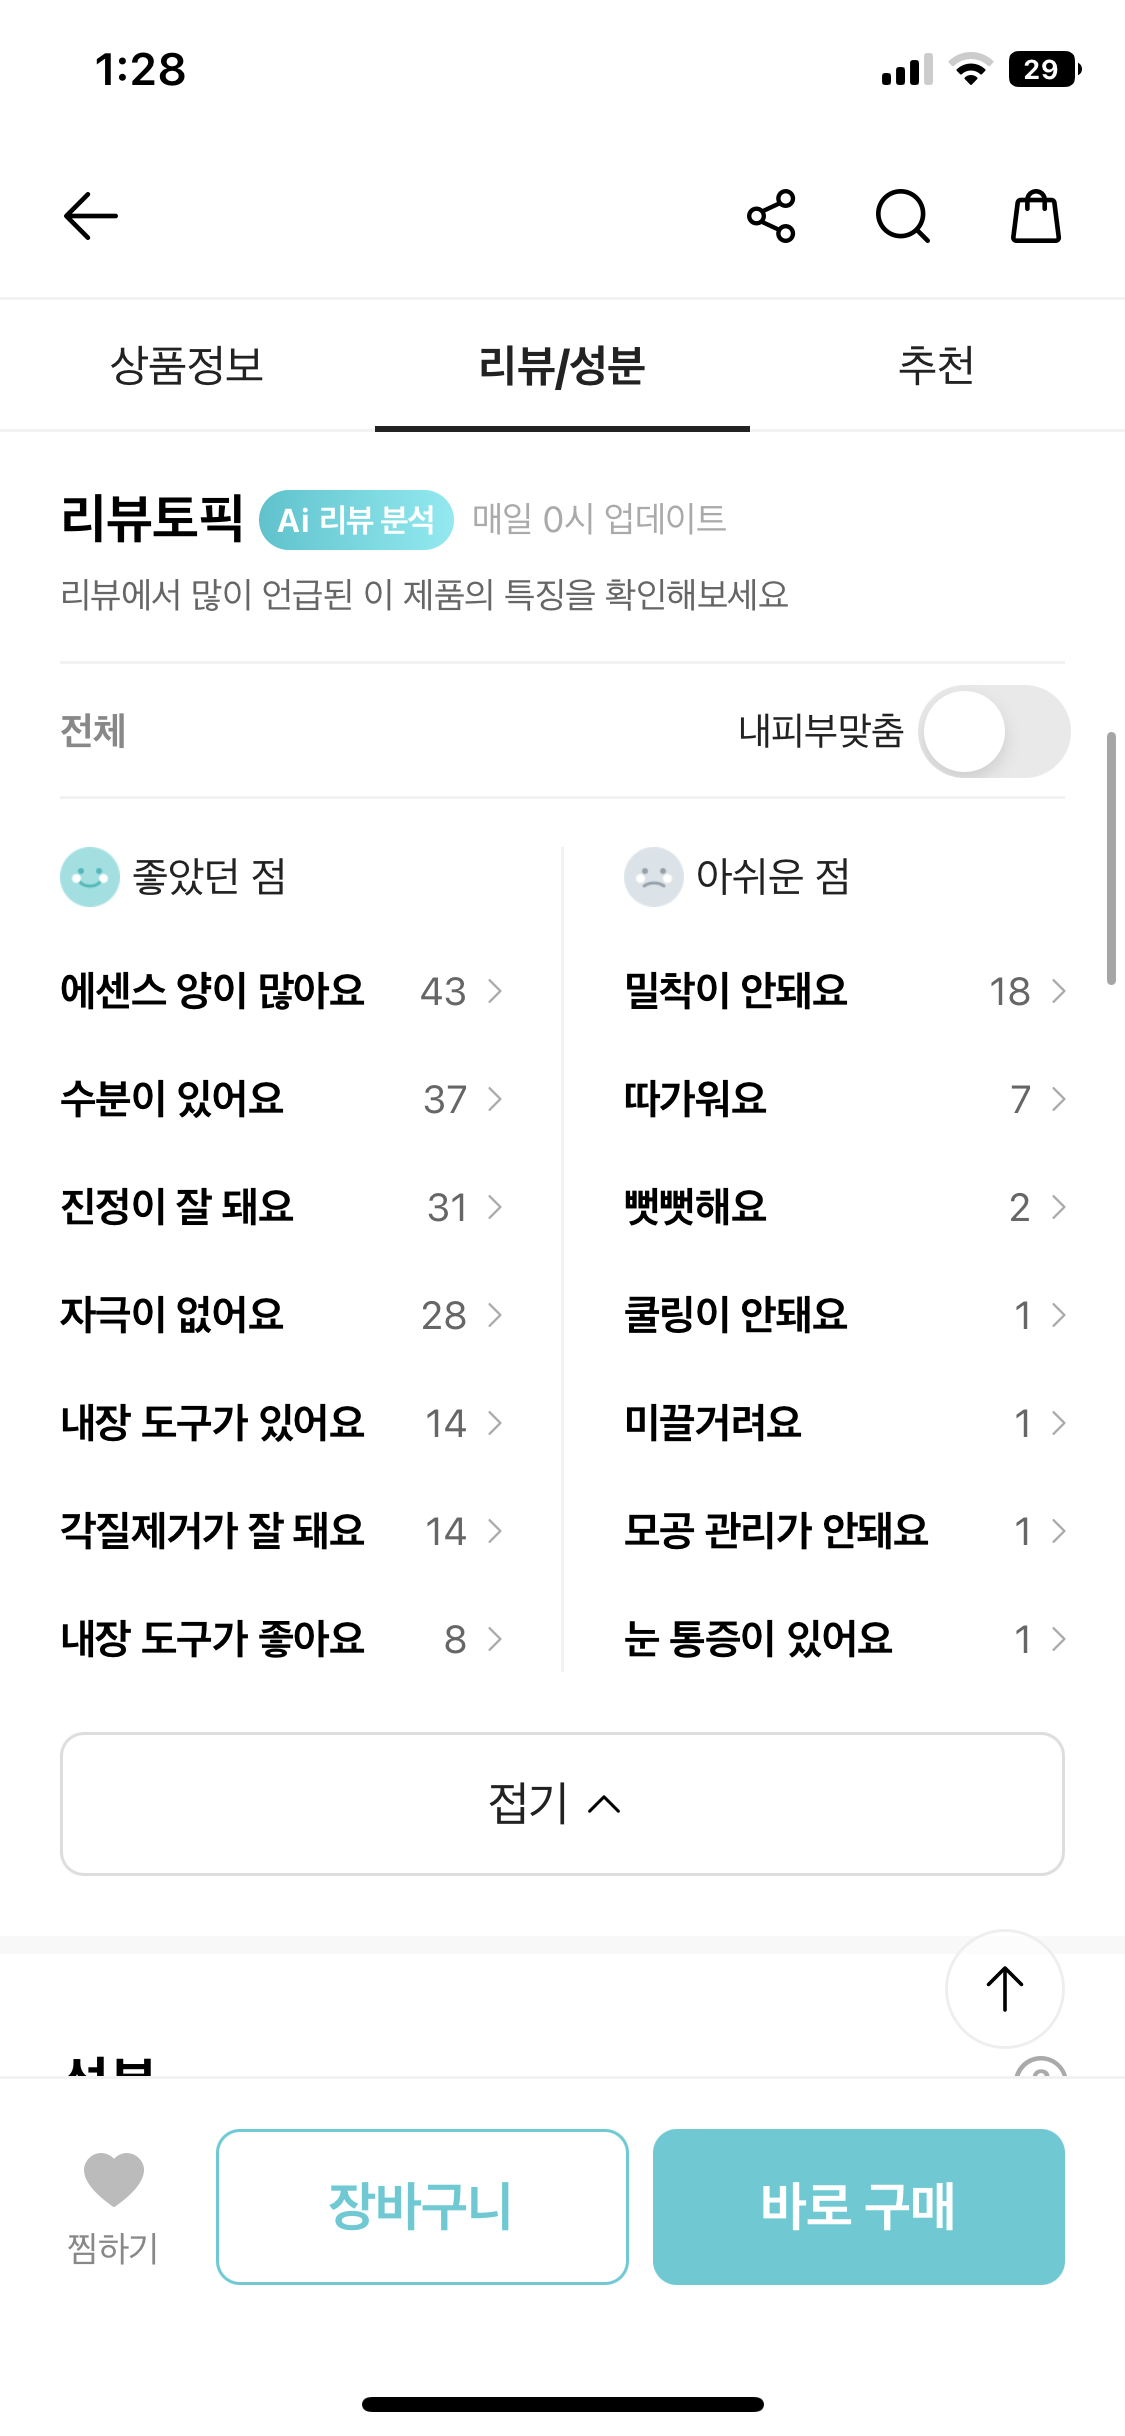 1:28
29
상품정보
리뷰/성분
추천
리뷰토픽 Ai 리뷰 분석 매일 0시 업데이트
리뷰에서 많이 언급된 이 제품의 특징을 확인해보세요
전체
내피부맞춤
좋았던 점
에센스 양이 많아요 43
수분이 있어요 37
진정이 잘 돼요 31
자극이 없어요 28
내장 도구가 있어요 14
각질제거가 잘 돼요 14
내장 도구가 좋아요 8
아쉬운 점
밀착이 안돼요 18
따가워요 7
뻣뻣해요 2
쿨링이 안돼요 1
미끌거려요 1
모공 관리가 안돼요 1
눈 통증이 있어요 1
접기
찜하기
장바구니
바로 구매